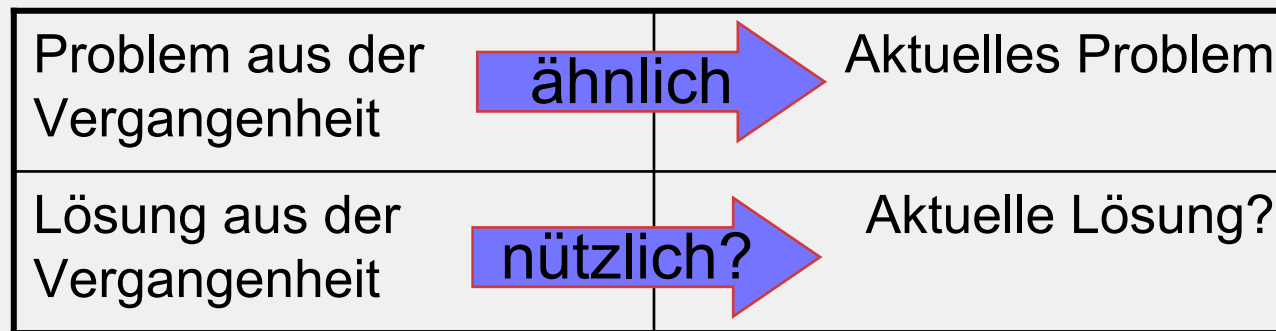 Problem aus der
Vergangenheit
ähnlich
Aktuelles Problem
Lösung aus der
Vergangenheit
nützlich?
Aktuelle Lösung?